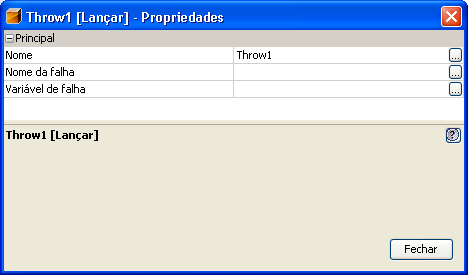 Throw1 [Lançar] - Propriedades
Principal
Nome Throw1 ...
Nome da falha ...
Variável de falha ...
Throw1 [Lançar] ?
Fechar